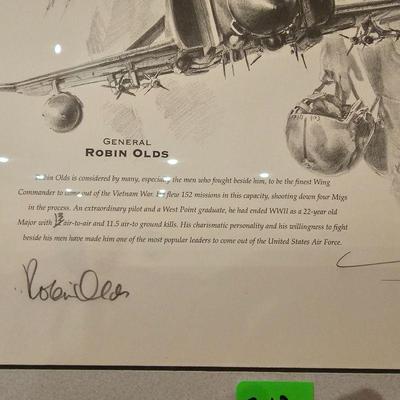 GENERAL
ROBIN OLDS
Robin Olds is considered by many, especially the men who fought beside him, to be the finest Wing
Commander to come out of the Vietnam War. He flew 152 missions in this capacity, shooting down four Migs
in the process. An extraordinary pilot and a West Point graduate, he had ended WWII as a 22-year old
Major with air-to-air and 11.5 air-to ground kills. His charismatic personality and his willingness to fight
beside his men have made him one of the most popular leaders to come out of the United States Air Force.
Robin Olds